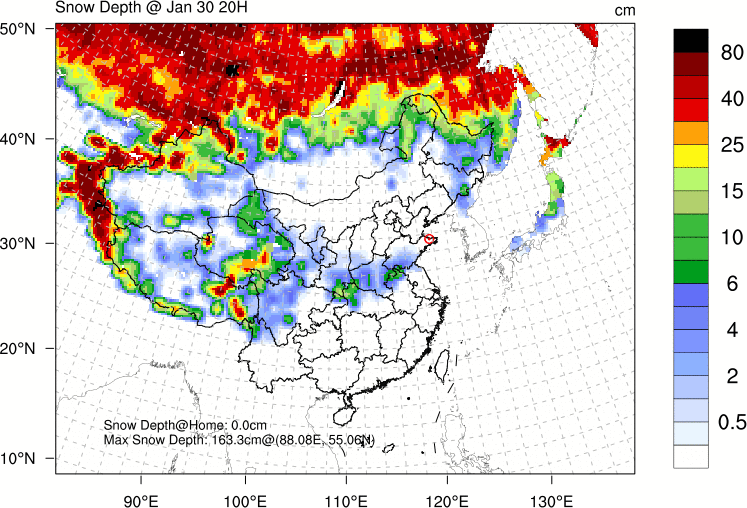 Snow Depth @ Jan 30 20H
cm
50°N
40°N
30°N
20°N
10°N
90°E 100°E 110°E 120°E 130°E
80
40
25
15
10
6
4
2
0.5
Snow Depth@Home: 0.0cm
Max Snow Depth: 163.3cm@(88.08E, 55.06N)